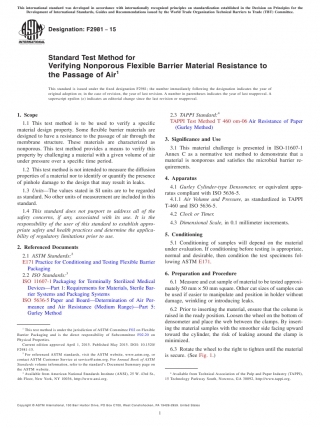 This international standard was developed in accordance with internationally recognized principles on standardization established in the Decision on Principles for the
Development of International Standards, Guides and Recommendations issued by the World Trade Organization Technical Barriers to Trade (TBT) Committee.
Designation: F2981 − 15
INTERNATIONAL
Standard Test Method for
Verifying Nonporous Flexible Barrier Material Resistance to
the Passage of Air¹
This standard is issued under the fixed designation F2981; the number immediately following the designation indicates the year of
original adoption or, in the case of revision, the year of last revision. A number in parentheses indicates the year of last reapproval. A
superscript epsilon (ε) indicates an editorial change since the last revision or reapproval.
1. Scope
1.1 This test method is to be used to verify a specific
material design property. Some flexible barrier materials are
designed to have a resistance to the passage of air through the
membrane structure. These materials are characterized as
nonporous. This test method provides a means to verify this
property by challenging a material with a given volume of air
under pressure over a specific time period.
1.2 This test method is not intended to measure the diffusion
properties of a material nor to identify or quantify the presence
of pinhole damage to the design that may result in leaks.
1.3 Units—The values stated in SI units are to be regarded
as standard. No other units of measurement are included in this
standard.
1.4 This standard does not purport to address all of the
safety concerns, if any, associated with its use. It is the
responsibility of the user of this standard to establish appro-
priate safety and health practices and determine the applica-
bility of regulatory limitations prior to use.
2. Referenced Documents
2.1 ASTM Standards:²
E171 Practice for Conditioning and Testing Flexible Barrier
Packaging
2.2 ISO Standards:³
ISO 11607-1 Packaging for Terminally Sterilized Medical
Devices—Part 1: Requirements for Materials, Sterile Bar-
rier Systems and Packaging Systems
ISO 5636-5 Paper and Board—Determination of Air Per-
meance and Air Resistance (Medium Range)—Part 5:
Gurley Method
¹ This test method is under the jurisdiction of ASTM Committee F02 on Flexible
Barrier Packaging and is the direct responsibility of Subcommittee F02.20 on
Physical Properties.
Current edition approved April 1, 2015. Published May 2015. DOI: 10.1520/
F2981-15.
² For referenced ASTM standards, visit the ASTM website, www.astm.org, or
contact ASTM Customer Service at service@astm.org. For Annual Book of ASTM
Standards volume information, refer to the standard's Document Summary page on
the ASTM website.
³ Available from American National Standards Institute (ANSI), 25 W. 43rd St.,
4th Floor, New York, NY 10036, http://www.ansi.org.
2.3 TAPPI Standard:⁴
TAPPI Test Method T 460 om-06 Air Resistance of Paper
(Gurley Method)
3. Significance and Use
3.1 This material challenge is presented in ISO-11607-1
Annex C as a normative test method to demonstrate that a
material is nonporous and satisfies the microbial barrier re-
quirements.
4. Apparatus
4.1 Gurley Cylinder-type Densometer, or equivalent appa-
ratus compliant with ISO 5636-5.
4.1.1 Air Volume and Pressure, as standardized in TAPPI
T-460 and ISO 5636-5.
4.2 Clock or Timer.
4.3 Dimensional Scale, in 0.1 millimeter increments.
5. Conditioning
5.1 Conditioning of samples will depend on the material
under evaluation. If conditioning before testing is appropriate,
normal and desirable, then condition the test specimens fol-
lowing ASTM E171.
6. Preparation and Procedure
6.1 Measure and cut sample of material to be tested approxi-
mately 50 mm x 50 mm square. Other cut sizes of samples can
be used if easier to manipulate and position in holder without
damage, wrinkling or introducing leaks.
6.2 Prior to inserting the material, ensure that the column is
raised in the ready position. Loosen the wheel on the bottom of
densometer and place the web between the clamps. By insert-
ing the material samples with the smoother side facing upward
toward the cylinder, the risk of leaking around the clamp is
minimized.
6.3 Rotate the wheel to the right to tighten until the material
is secure. (See Fig. 1.)
⁴ Available from Technical Association of the Pulp and Paper Industry (TAPPI),
15 Technology Parkway South, Norcross, GA 30092, http://www.tappi.org.
Copyright © ASTM International, 100 Barr Harbor Drive, PO Box C700, West Conshohocken, PA 19428-2959. United States
1